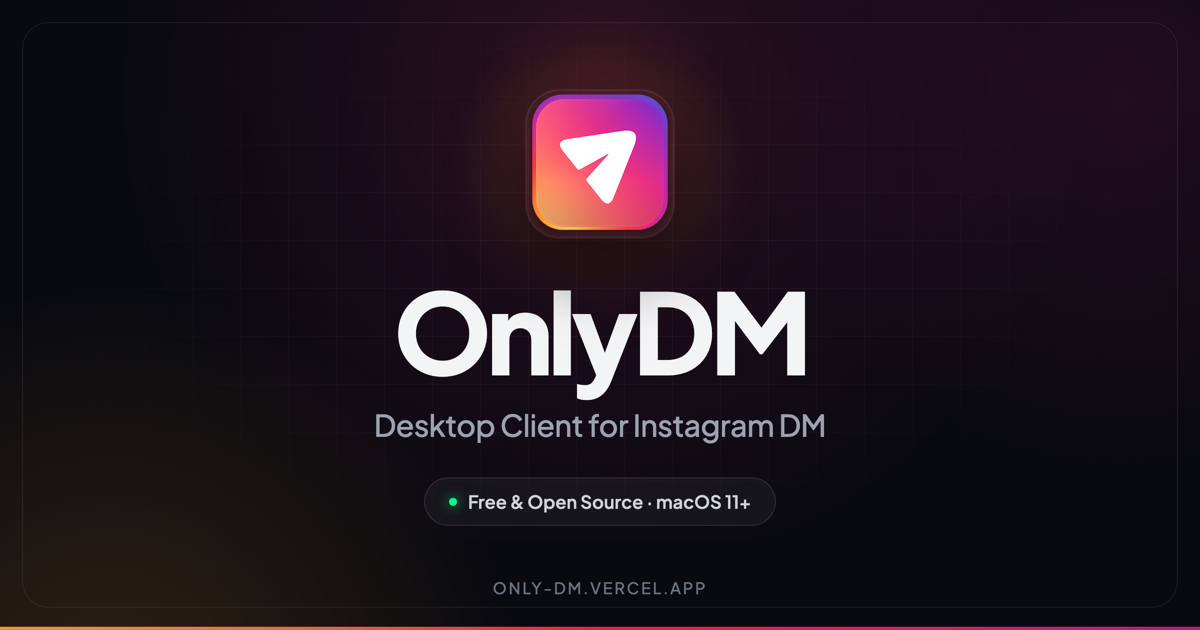 OnlyDM
Desktop Client for Instagram DM
Free & Open Source · macOS 11+
ONLY-DM.VERCEL.APP